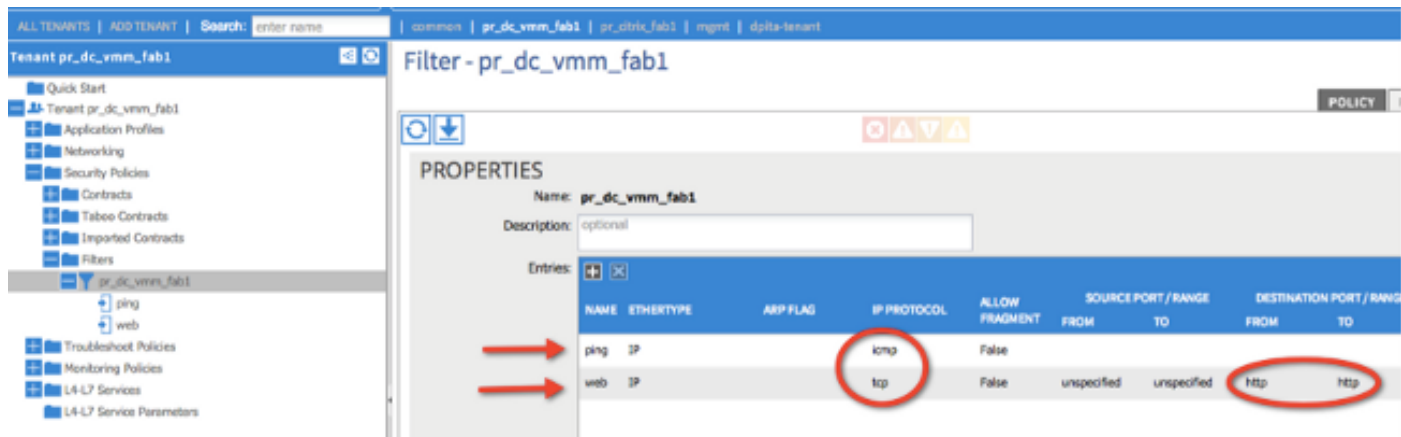 ALL TENANTS | ADD TENANT | Search: enter name | common | pr_dc_vmm_fab1 | pr_citrix_fab1 | mgmt | dpita-tenant
Tenant pr_dc_vmm_fab1
Quick Start
Tenant pr_dc_vmm_fab1
Application Profiles
Networking
Security Policies
Contracts
Taboo Contracts
Imported Contracts
Filters
pr_dc_vmm_fab1
ping
web
Troubleshoot Policies
Monitoring Policies
L4-L7 Services
L4-L7 Service Parameters
Filter - pr_dc_vmm_fab1
POLICY
PROPERTIES
Name: pr_dc_vmm_fab1
Description: optional
Entries:
NAME ETHERTYPE ARP FLAG IP PROTOCOL ALLOW FRAGMENT SOURCE PORT / RANGE DESTINATION PORT / RANG
FROM TO FROM TO
ping IP icmp False
web IP tcp False unspecified unspecified http http